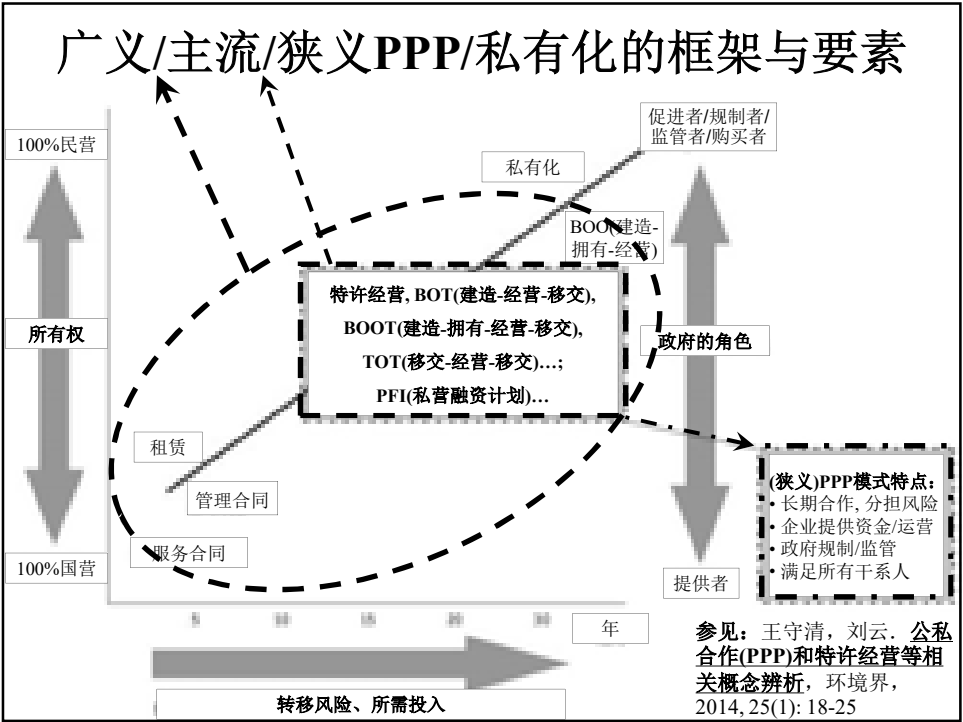 广义/主流/狭义PPP/私有化的框架与要素
促进者/规制者/
监管者/购买者
100%民营
私有化
BOO(建造-
拥有-经营)
特许经营, BOT(建造-经营-移交),
BOOT(建造-拥有-经营-移交),
TOT(移交-经营-移交)…;
PFI(私营融资计划)…
所有权
政府的角色
租赁
管理合同
服务合同
100%国营
提供者
(狭义)PPP模式特点：
• 长期合作, 分担风险
• 企业提供资金/运营
• 政府规制/监管
• 满足所有干系人
5 10 15 20 30
年
转移风险、所需投入
参见：王守清，刘云．公私
合作(PPP)和特许经营等相
关概念辨析，环境界，
2014, 25(1): 18-25